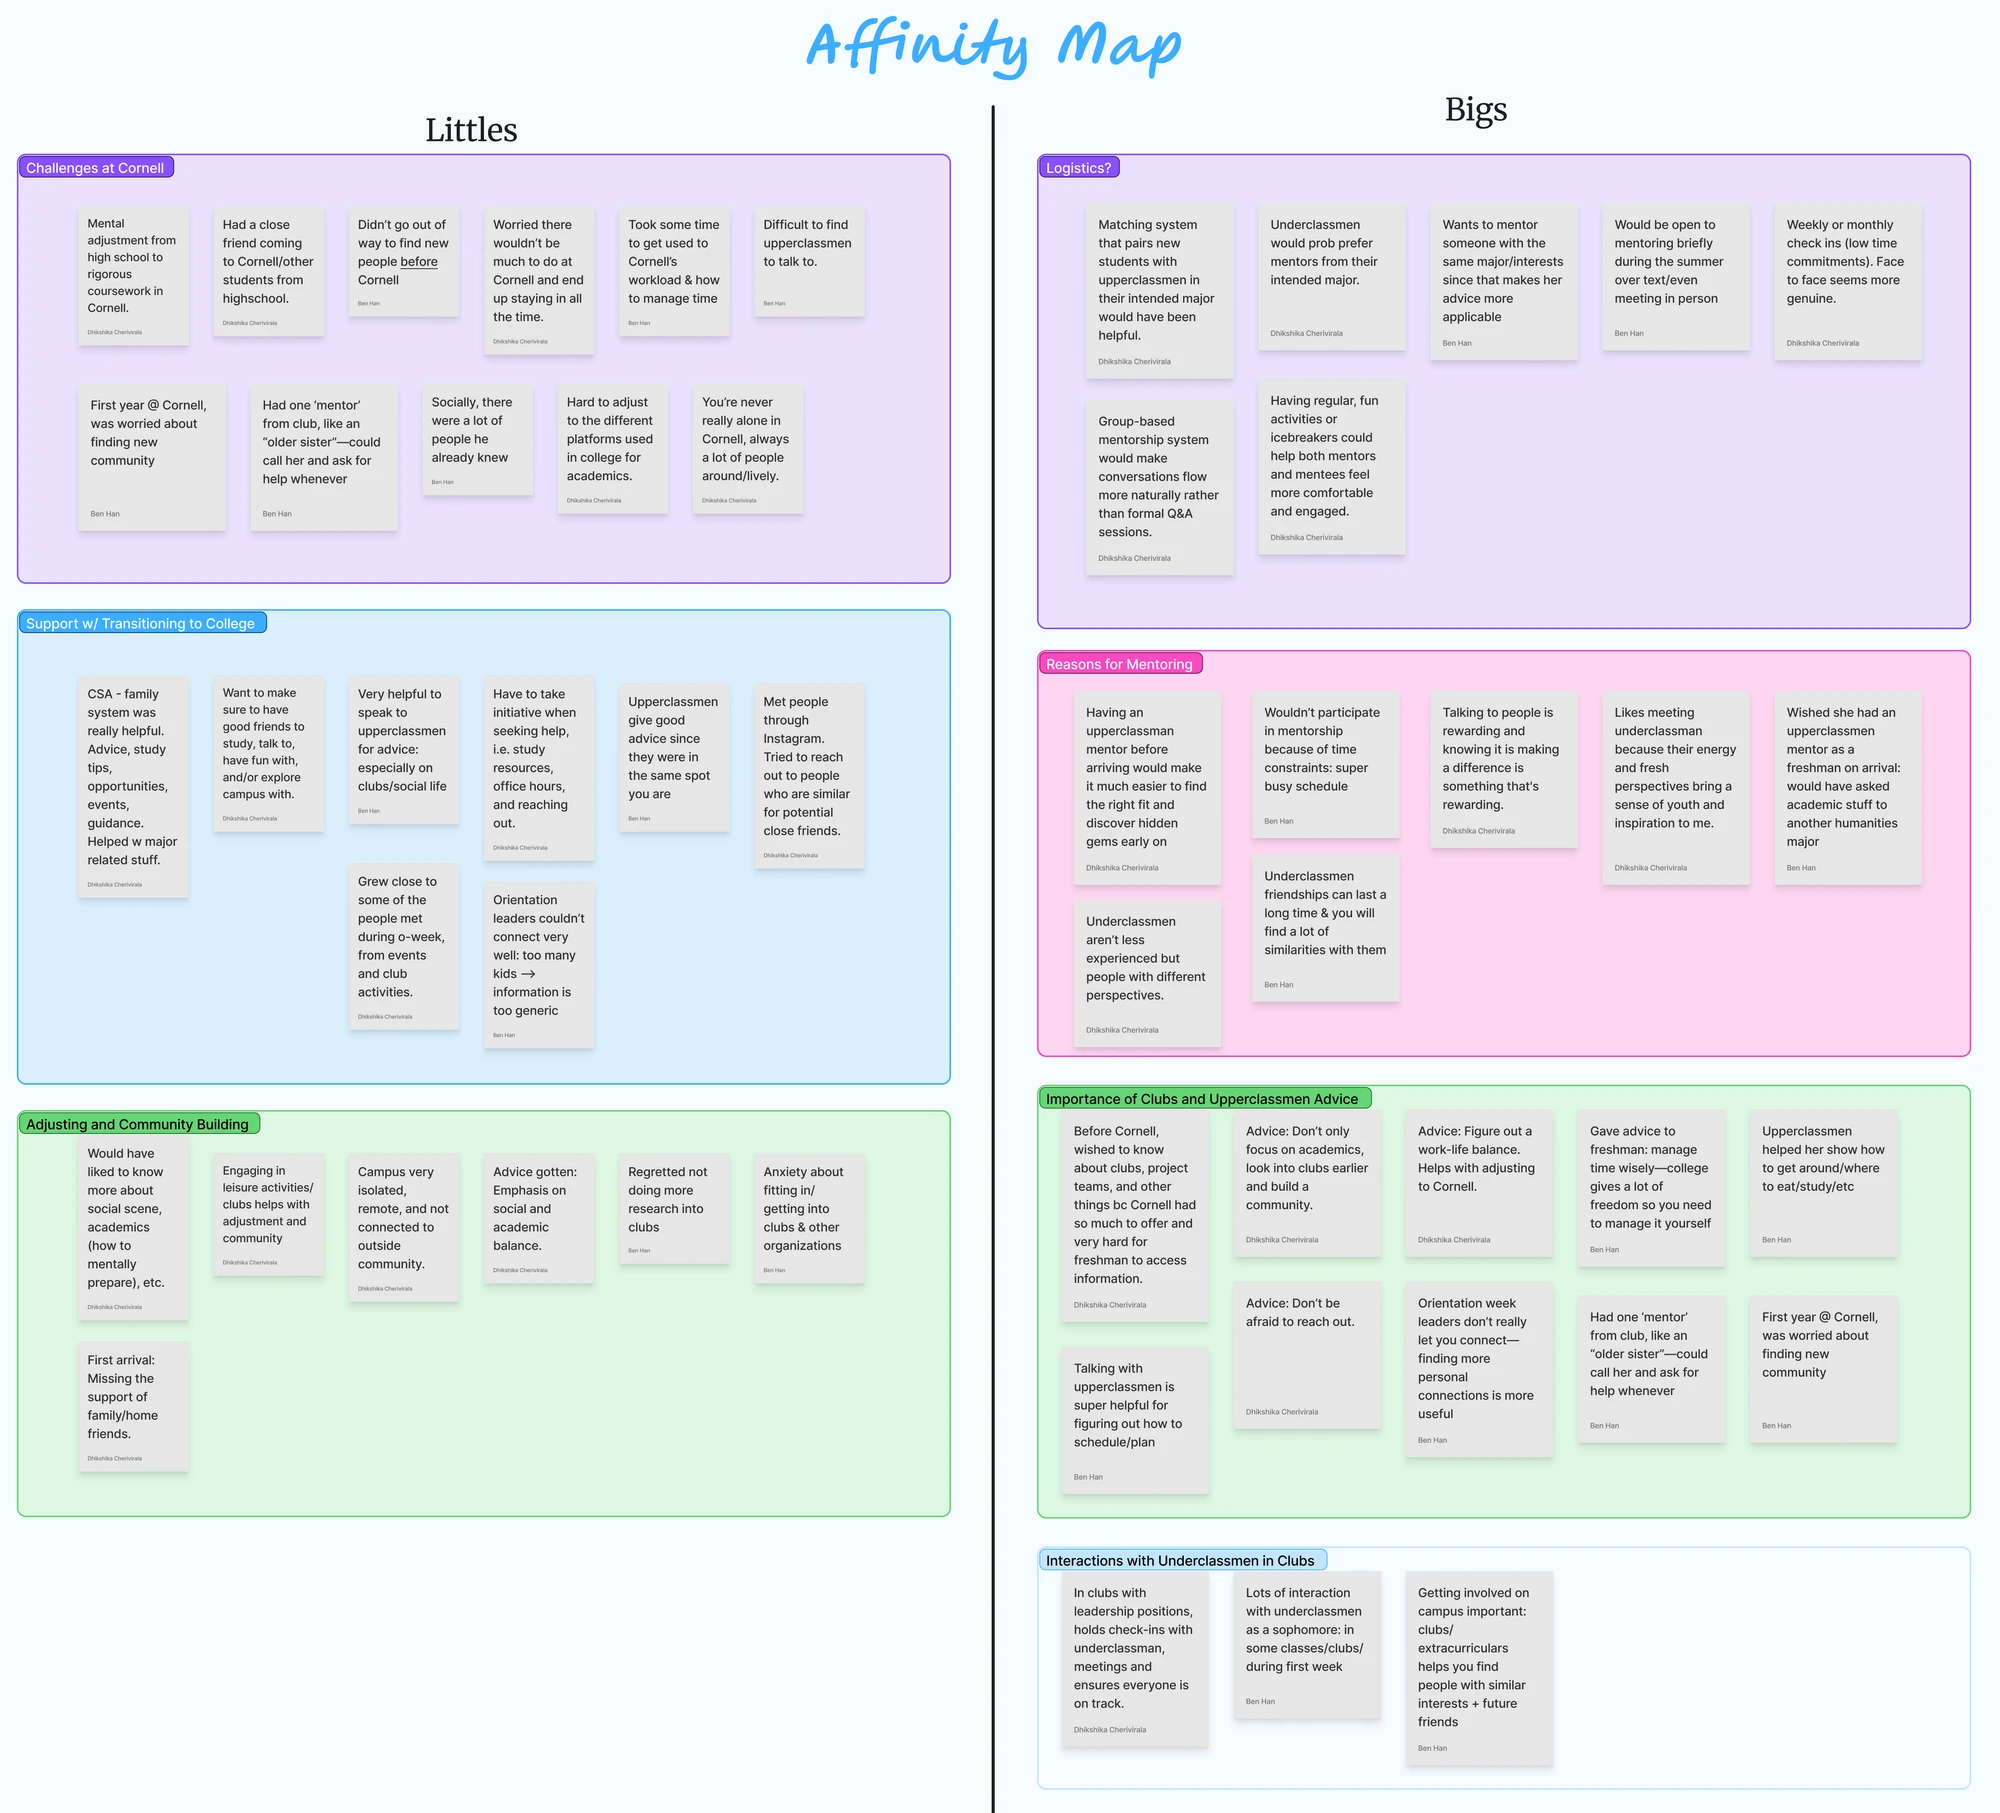 Affinity Map
Littles
Challenges at Cornell
Mental
adjustment from
high school to
rigorous
coursework in
Cornell.
Dhikshika Cherivirala
Had a close
friend coming
to Cornell/other
students from
highschool.
Dhikshika Cherivirala
Didn't go out of
way to find new
people before
Cornell
Ben Han
Worried there
wouldn't be
much to do at
Cornell and end
up staying in all
the time.
Dhikshika Cherivirala
Took some time
to get used to
Cornell's
workload & how
to manage time
Ben Han
Difficult to find
upperclassmen
to talk to.
Ben Han
First year @ Cornell,
was worried about
finding new
community
Ben Han
Had one ‘mentor’
from club, like an
“older sister”—could
call her and ask for
help whenever
Ben Han
Socially, there
were a lot of
people he
already knew
Ben Han
Hard to adjust
to the different
platforms used
in college for
academics.
Dhikshika Cherivirala
You're never
really alone in
Cornell, always
a lot of people
around/lively.
Dhikshika Cherivirala
Support w/ Transitioning to College
CSA - family
system was
really helpful.
Advice, study
tips,
opportunities,
events,
guidance.
Helped w major
related stuff.
Dhikshika Cherivirala
Want to make
sure to have
good friends to
study, talk to,
have fun with,
and/or explore
campus with.
Dhikshika Cherivirala
Very helpful to
speak to
upperclassmen
for advice:
especially on
clubs/social life
Ben Han
Have to take
initiative when
seeking help,
i.e. study
resources,
office hours,
and reaching
out.
Dhikshika Cherivirala
Upperclassmen
give good
advice since
they were in
the same spot
you are
Ben Han
Met people
through
Instagram.
Tried to reach
out to people
who are similar
for potential
close friends.
Dhikshika Cherivirala
Grew close to
some of the
people met
during o-week,
from events
and club
activities.
Dhikshika Cherivirala
Orientation
leaders couldn't
connect very
well: too many
kids →
information is
too generic
Ben Han
Adjusting and Community Building
Would have
liked to know
more about
social scene,
academics
(how to
mentally
prepare), etc.
Dhikshika Cherivirala
Engaging in
leisure activities/
clubs helps with
adjustment and
community
Dhikshika Cherivirala
Campus very
isolated,
remote, and not
connected to
outside
community.
Dhikshika Cherivirala
Advice gotten:
Emphasis on
social and
academic
balance.
Dhikshika Cherivirala
Regretted not
doing more
research into
clubs
Ben Han
Anxiety about
fitting in/
getting into
clubs & other
organizations
Ben Han
First arrival:
Missing the
support of
family/home
friends.
Dhikshika Cherivirala
Bigs
Logistics?
Matching system
that pairs new
students with
upperclassmen in
their intended major
would have been
helpful.
Dhikshika Cherivirala
Underclassmen
would prob prefer
mentors from their
intended major.
Dhikshika Cherivirala
Wants to mentor
someone with the
same major/interests
since that makes her
advice more
applicable
Ben Han
Would be open to
mentoring briefly
during the summer
over text/even
meeting in person
Ben Han
Weekly or monthly
check ins (low time
commitments). Face
to face seems more
genuine.
Dhikshika Cherivirala
Group-based
mentorship system
would make
conversations flow
more naturally rather
than formal Q&A
sessions.
Dhikshika Cherivirala
Having regular, fun
activities or
icebreakers could
help both mentors
and mentees feel
more comfortable
and engaged.
Dhikshika Cherivirala
Reasons for Mentoring
Having an
upperclassman
mentor before
arriving would make
it much easier to find
the right fit and
discover hidden
gems early on
Dhikshika Cherivirala
Wouldn't participate
in mentorship
because of time
constraints: super
busy schedule
Ben Han
Talking to people is
rewarding and
knowing it is making
a difference is
something that's
rewarding.
Dhikshika Cherivirala
Likes meeting
underclassman
because their energy
and fresh
perspectives bring a
sense of youth and
inspiration to me.
Dhikshika Cherivirala
Wished she had an
upperclassmen
mentor as a
freshman on arrival:
would have asked
academic stuff to
another humanities
major
Ben Han
Underclassmen
aren't less
experienced but
people with different
perspectives.
Dhikshika Cherivirala
Underclassmen
friendships can last a
long time & you will
find a lot of
similarities with them
Ben Han
Importance of Clubs and Upperclassmen Advice
Before Cornell,
wished to know
about clubs, project
teams, and other
things bc Cornell had
so much to offer and
very hard for
freshman to access
information.
Dhikshika Cherivirala
Advice: Don't only
focus on academics,
look into clubs earlier
and build a
community.
Dhikshika Cherivirala
Advice: Figure out a
work-life balance.
Helps with adjusting
to Cornell.
Dhikshika Cherivirala
Gave advice to
freshman: manage
time wisely—college
gives a lot of
freedom so you need
to manage it yourself
Ben Han
Upperclassmen
helped her show how
to get around/where
to eat/study/etc
Ben Han
Talking with
upperclassmen is
super helpful for
figuring out how to
schedule/plan
Ben Han
Advice: Don't be
afraid to reach out.
Dhikshika Cherivirala
Orientation week
leaders don't really
let you connect—
finding more
personal
connections is more
useful
Ben Han
Had one ‘mentor’
from club, like an
“older sister”—could
call her and ask for
help whenever
Ben Han
First year @ Cornell,
was worried about
finding new
community
Ben Han
Interactions with Underclassmen in Clubs
In clubs with
leadership positions,
holds check-ins with
underclassman,
meetings and
ensures everyone is
on track.
Dhikshika Cherivirala
Lots of interaction
with underclassmen
as a sophomore: in
some classes/clubs/
during first week
Ben Han
Getting involved on
campus important:
clubs/
extracurriculars
helps you find
people with similar
interests + future
friends
Ben Han